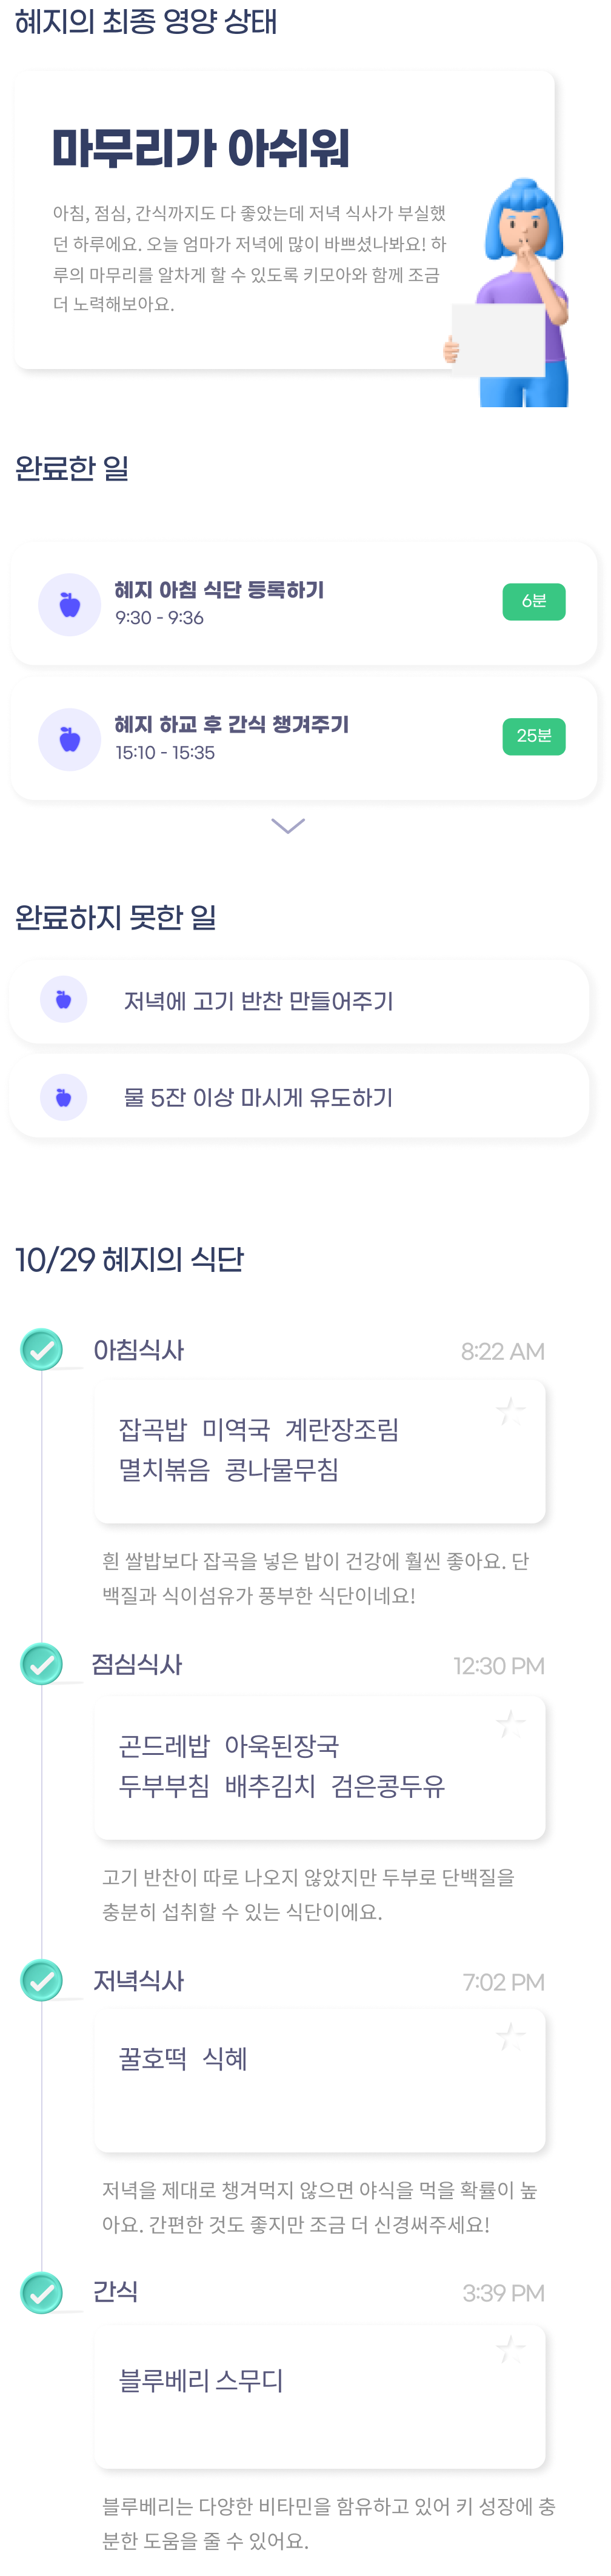 혜지의 최종 영양 상태
마무리가 아쉬워
아침, 점심, 간식까지도 다 좋았는데 저녁 식사가 부실했
던 하루에요. 오늘 엄마가 저녁에 많이 바쁘셨나봐요! 하
루의 마무리를 알차게 할 수 있도록 키모아와 함께 조금
더 노력해보아요.
완료한 일
혜지 아침 식단 등록하기
9:30 - 9:36
6분
혜지 하교 후 간식 챙겨주기
15:10 - 15:35
25분
완료하지 못한 일
저녁에 고기 반찬 만들어주기
물 5잔 이상 마시게 유도하기
10/29 혜지의 식단
아침식사 8:22 AM
잡곡밥 미역국 계란장조림
멸치볶음 콩나물무침
흰 쌀밥보다 잡곡을 넣은 밥이 건강에 훨씬 좋아요. 단
백질과 식이섬유가 풍부한 식단이네요!
점심식사 12:30 PM
곤드레밥 아욱된장국
두부부침 배추김치 검은콩두유
고기 반찬이 따로 나오지 않았지만 두부로 단백질을
충분히 섭취할 수 있는 식단이에요.
저녁식사 7:02 PM
꿀호떡 식혜
저녁을 제대로 챙겨먹지 않으면 야식을 먹을 확률이 높
아요. 간편한 것도 좋지만 조금 더 신경써주세요!
간식 3:39 PM
블루베리 스무디
블루베리는 다양한 비타민을 함유하고 있어 키 성장에 충
분한 도움을 줄 수 있어요.